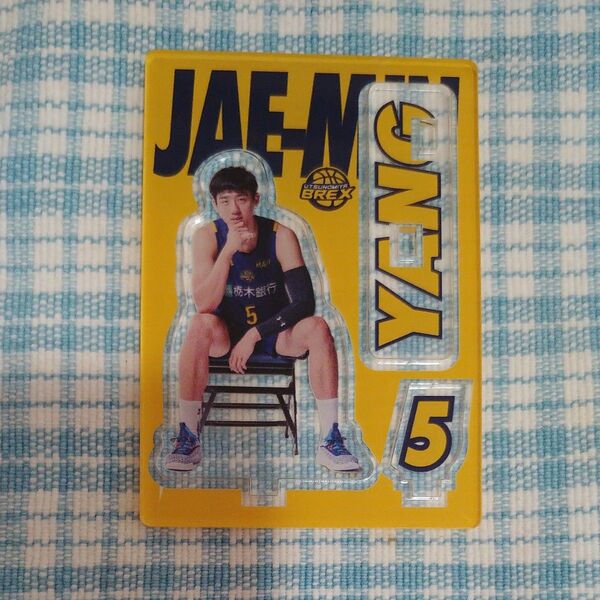 JAE-MIN
YANG
UTSUNOMIYA
BREX
栃木銀行
5
5